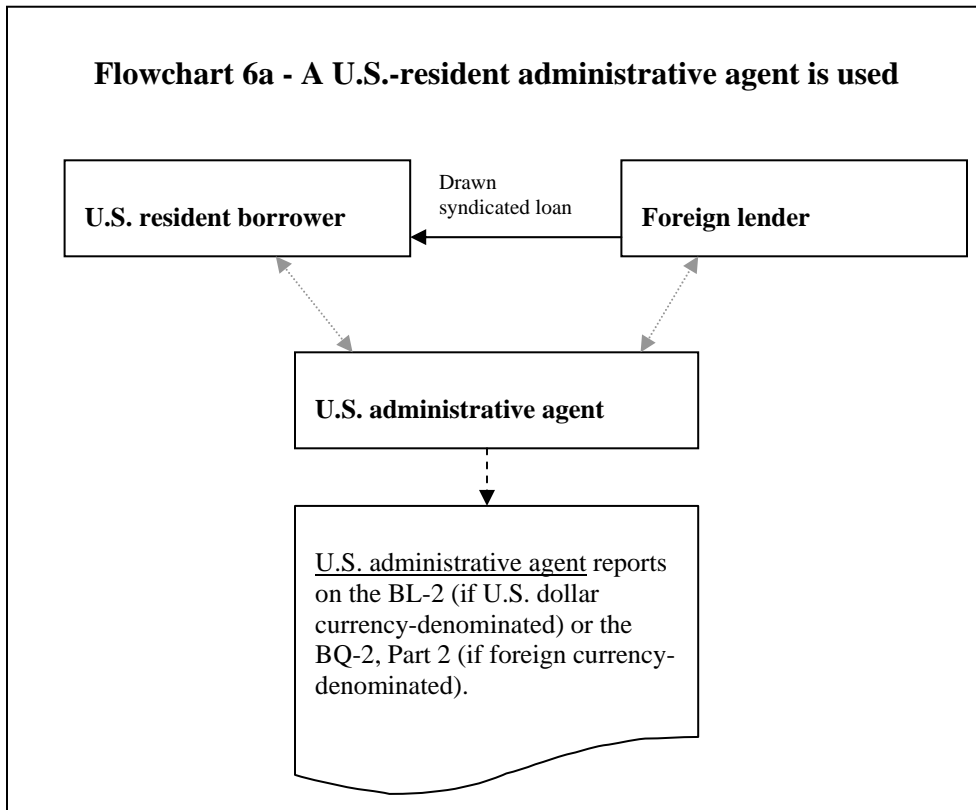 Flowchart 6a - A U.S.-resident administrative agent is used
Drawn
syndicated loan
U.S. resident borrower
Foreign lender
U.S. administrative agent
U.S. administrative agent reports
on the BL-2 (if U.S. dollar
currency-denominated) or the
BQ-2, Part 2 (if foreign currency-
denominated).